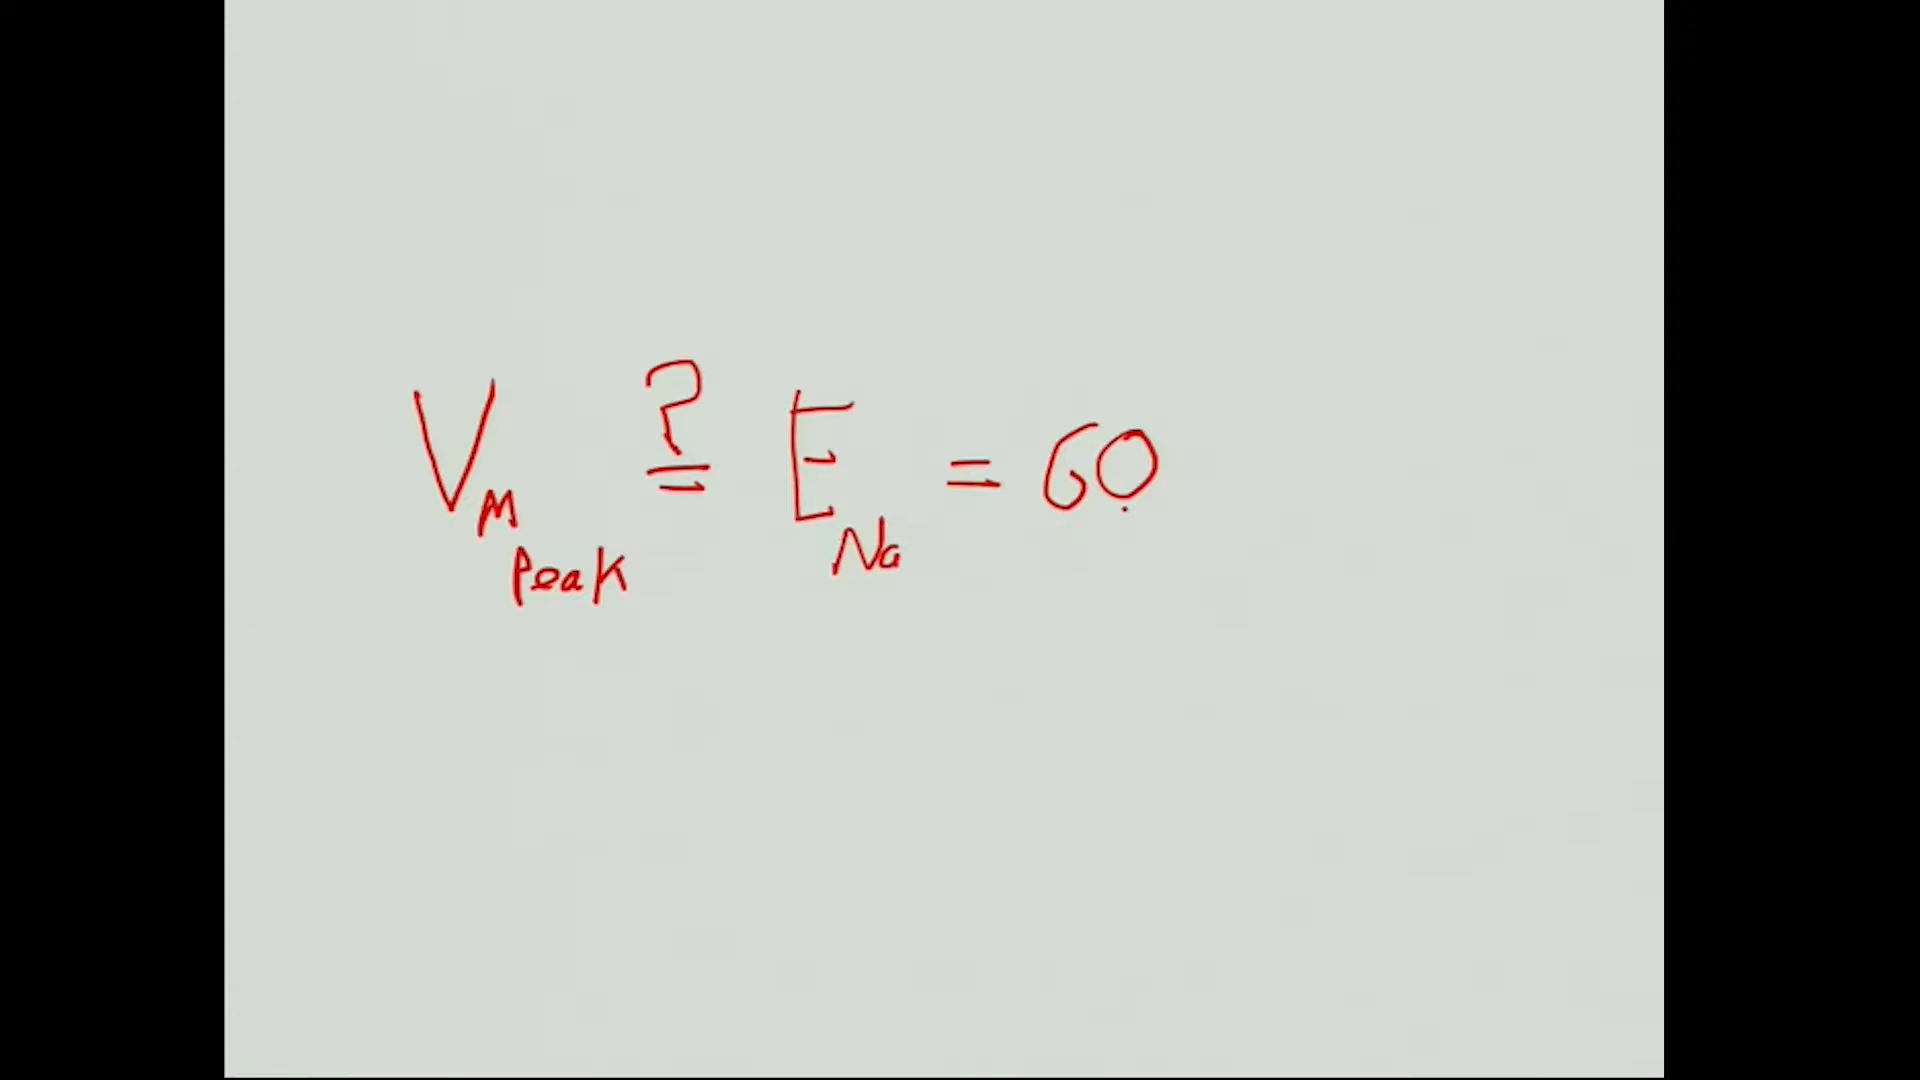 V_M Peak ≟ E_Na = 60